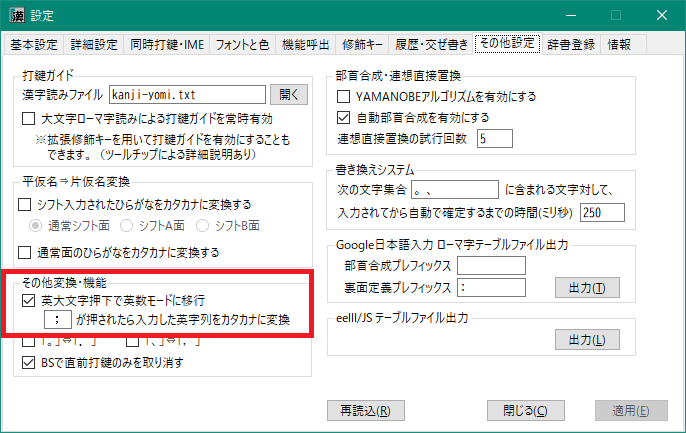 設定
基本設定 詳細設定 同時打鍵・IME フォントと色 機能呼出 修飾キー 履歴・交ぜ書き その他設定 辞書登録 情報
打鍵ガイド
漢字読みファイル kanji-yomi.txt 開く
大文字ローマ字読みによる打鍵ガイドを常時有効
※拡張修飾キーを用いて打鍵ガイドを有効にすることも
できます。(ツールチップによる詳細説明あり)
平仮名⇒片仮名変換
シフト入力されたひらがなをカタカナに変換する
通常シフト面 シフトA面 シフトB面
通常面のひらがなをカタカナに変換する
その他変換・機能
英大文字押下で英数モードに移行
; が押されたら入力した英字列をカタカナに変換
「。」⇔「．」 「、」⇔「，」
BSで直前打鍵のみを取り消す
部首合成・連想直接置換
YAMANOBEアルゴリズムを有効にする
自動部首合成を有効にする
連想直接置換の試行回数 5
書き換えシステム
次の文字集合 。、 に含まれる文字対して、
入力されてから自動で確定するまでの時間(ミリ秒) 250
Google日本語入力 ローマ字テーブルファイル出力
部首合成プレフィックス
裏面定義プレフィックス : 出力(T)
eelll/JS テーブルファイル出力
出力(L)
再読込(R) 閉じる(C) 適用(E)